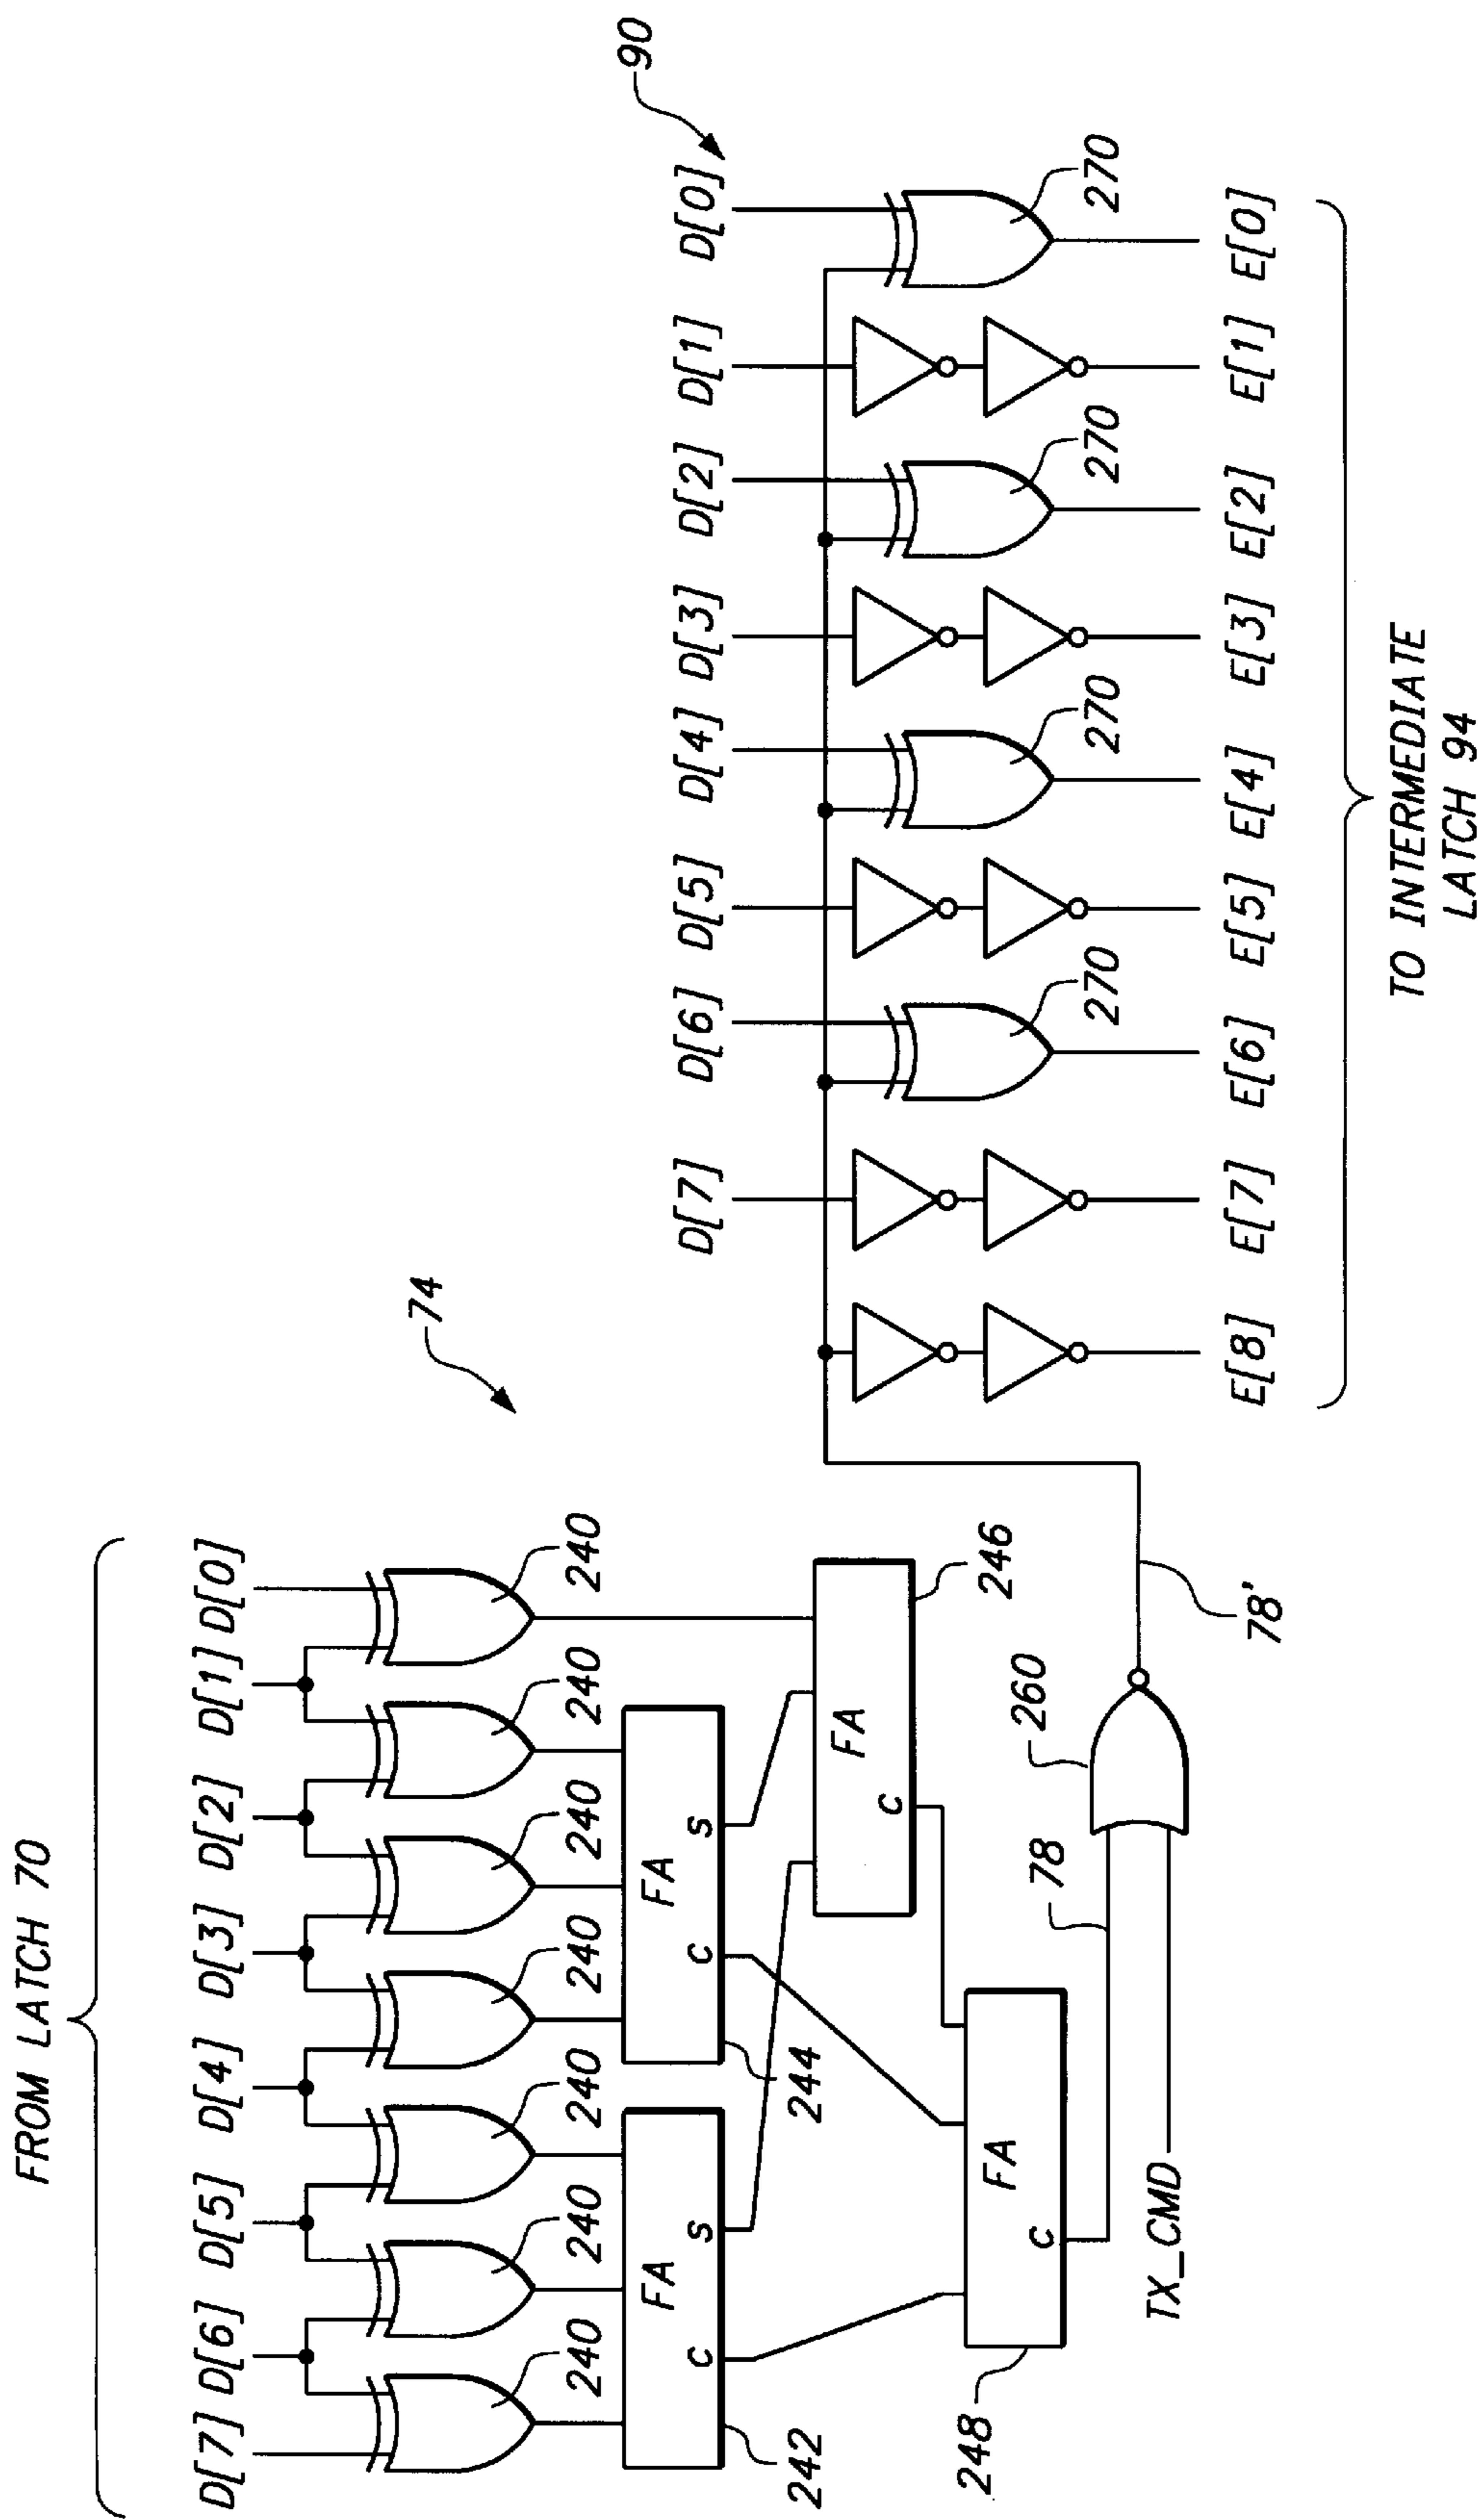 FROM LATCH 70
D[7] D[6] D[5] D[4] D[3] D[2] D[1] D[0]
240 240 240 240 240 240 240
74
242
FA
C S
244
FA
C S
FA
C
246
248
FA
C
78
TX_CMD
260
78'
90
D[7] D[6] D[5] D[4] D[3] D[2] D[1] D[0]
270 270 270 270
E[8] E[7] E[6] E[5] E[4] E[3] E[2] E[1] E[0]
TO INTERMEDIATE
LATCH 94